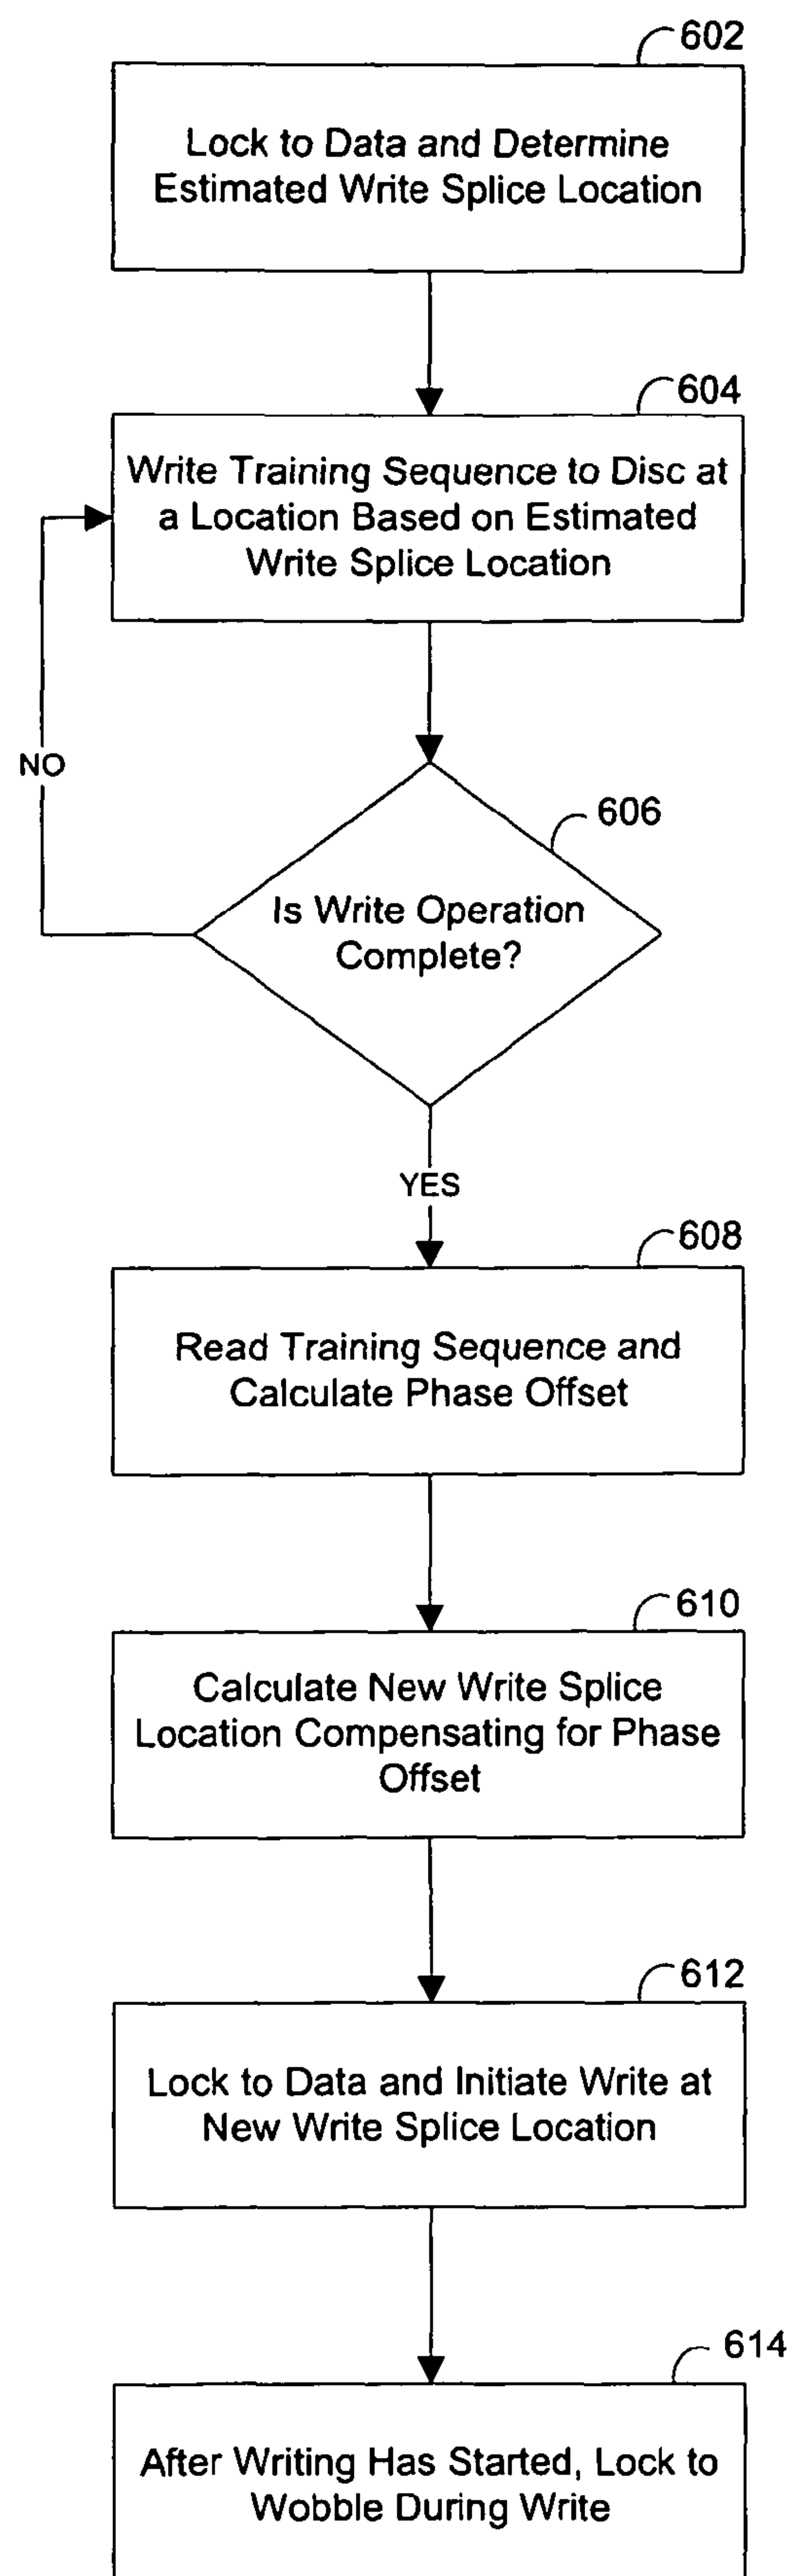 602
Lock to Data and Determine
Estimated Write Splice Location
604
Write Training Sequence to Disc at
a Location Based on Estimated
Write Splice Location
NO
606
Is Write Operation
Complete?
YES
608
Read Training Sequence and
Calculate Phase Offset
610
Calculate New Write Splice
Location Compensating for Phase
Offset
612
Lock to Data and Initiate Write at
New Write Splice Location
614
After Writing Has Started, Lock to
Wobble During Write